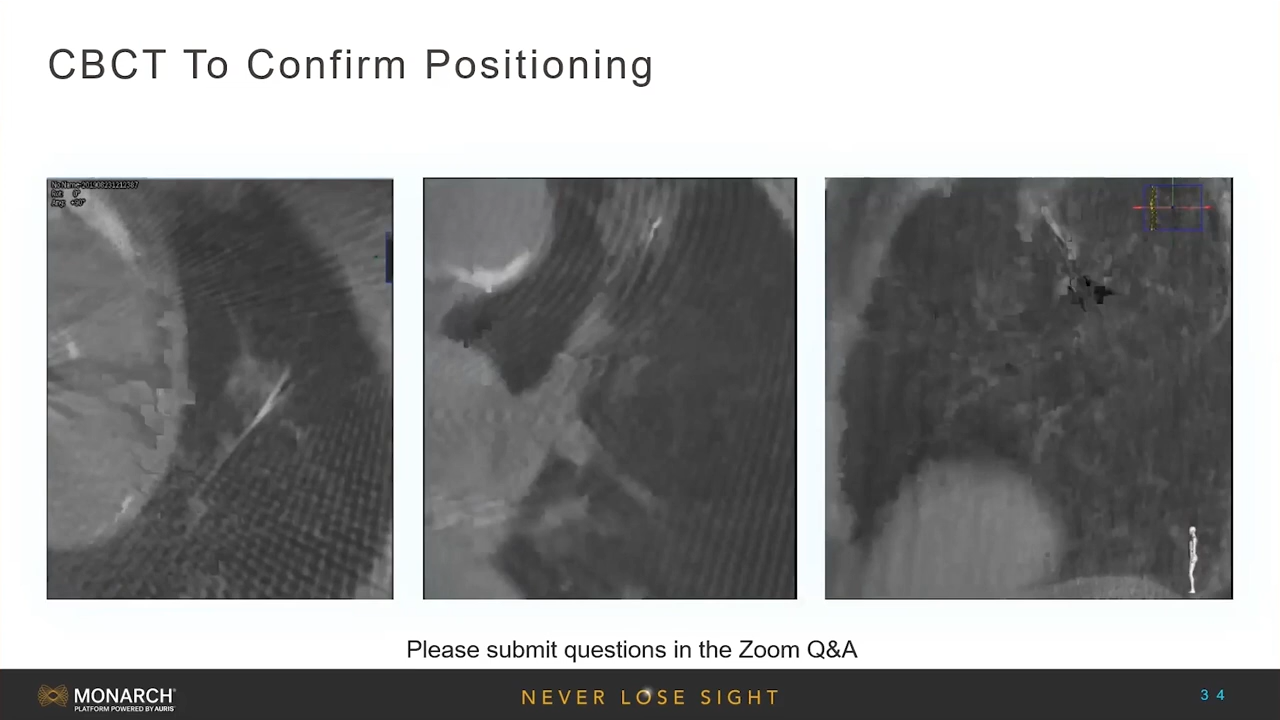 CBCT To Confirm Positioning
Please submit questions in the Zoom Q&A
MONARCH
PLATFORM POWERED BY AURIS
NEVER LOSE SIGHT
34